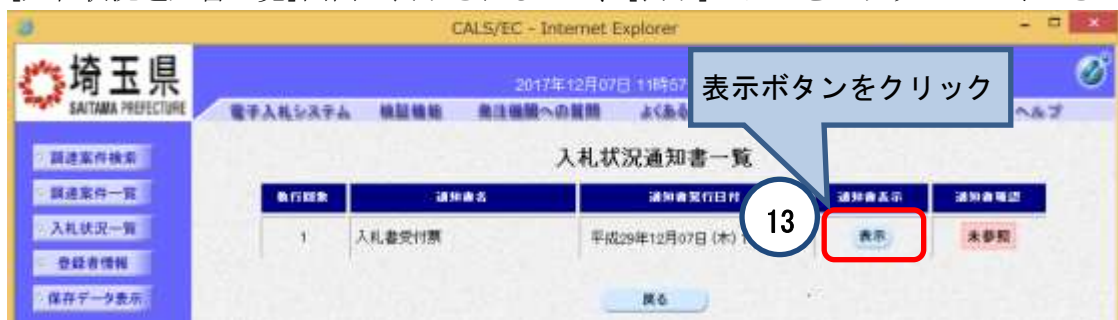 CALS/EC - Internet Explorer
埼玉県
SAITAMA PREFECTURE
2017年12月07日 11時57
表示ボタンをクリック
電子入札システム 検証機能 発注機関への質問 よくある ヘルプ
調達案件検索
調達案件一覧
入札状況一覧
登録者情報
保存データ表示
入札状況通知書一覧
執行回数 通知書名 通知書発行日付 通知書表示 通知書確認
1 入札書受付票 平成29年12月07日 (木) 1 表示 未参照
13
戻る